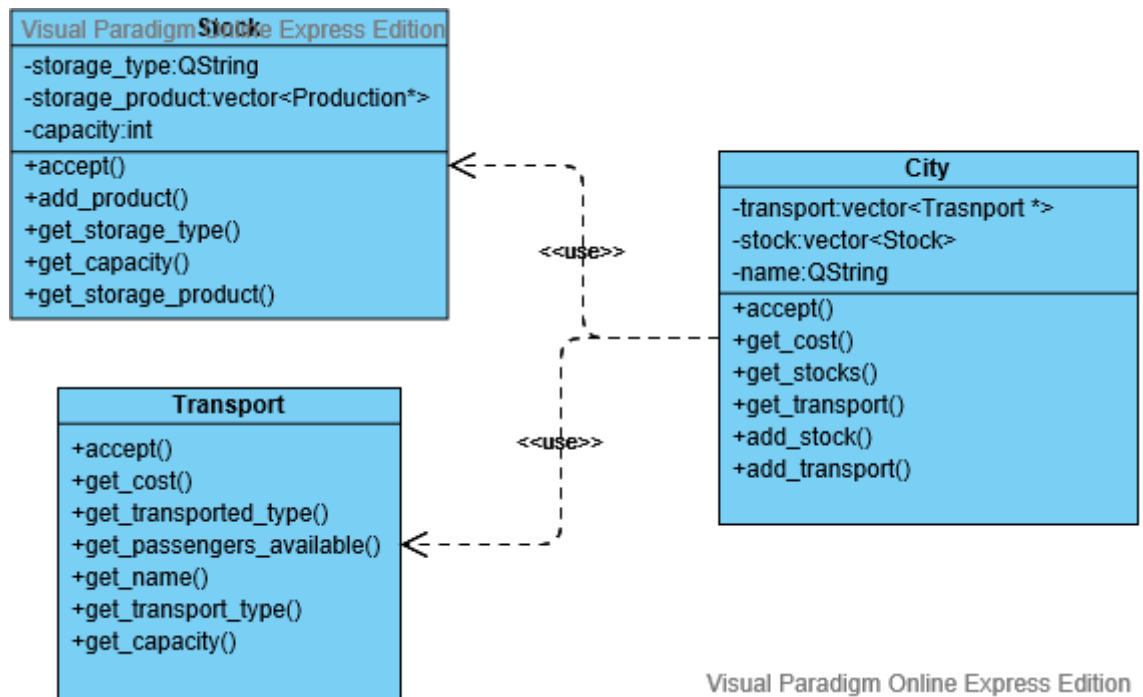 Visual Paradigm Online Express Edition
Stock
-storage_type:QString
-storage_product:vector<Production*>
-capacity:int
+accept()
+add_product()
+get_storage_type()
+get_capacity()
+get_storage_product()
City
-transport:vector<Trasnport *>
-stock:vector<Stock>
-name:QString
+accept()
+get_cost()
+get_stocks()
+get_transport()
+add_stock()
+add_transport()
<<use>>
<<use>>
Transport
+accept()
+get_cost()
+get_transported_type()
+get_passengers_available()
+get_name()
+get_transport_type()
+get_capacity()
Visual Paradigm Online Express Edition